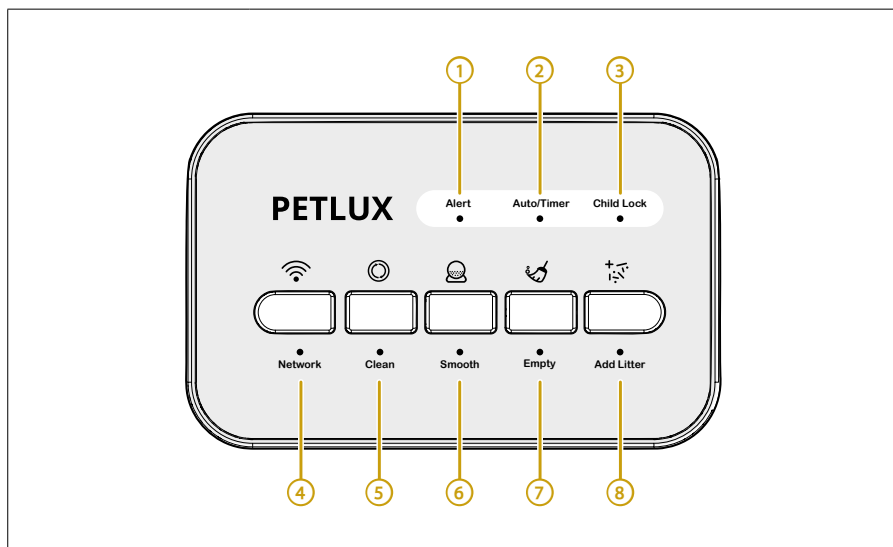 1 2 3
PETLUX
Alert Auto/Timer Child Lock
Network Clean Smooth Empty Add Litter
4 5 6 7 8